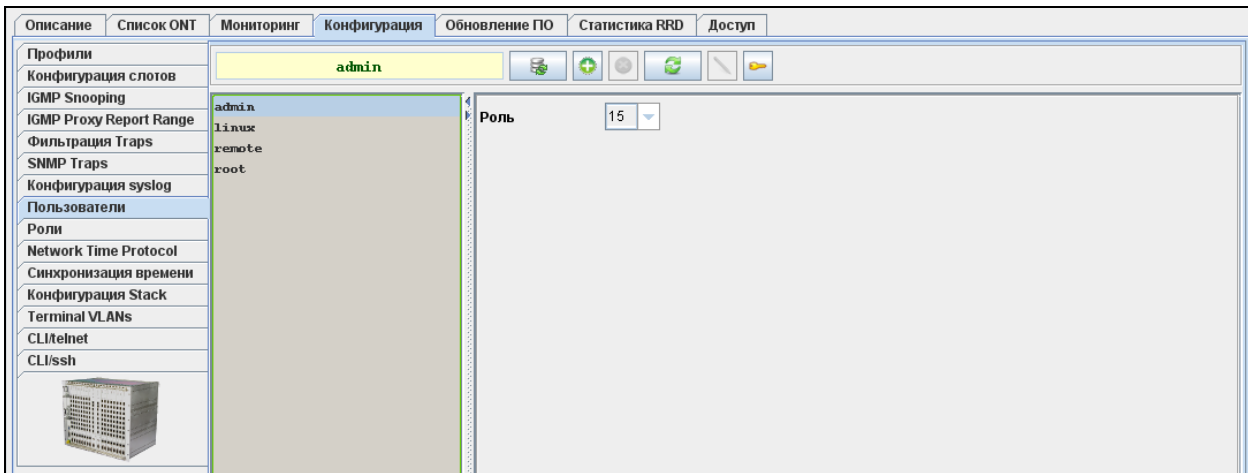 Описание Список ONT Мониторинг Конфигурация Обновление ПО Статистика RRD Доступ
Профили
Конфигурация слотов
IGMP Snooping
IGMP Proxy Report Range
Фильтрация Traps
SNMP Traps
Конфигурация syslog
Пользователи
Роли
Network Time Protocol
Синхронизация времени
Конфигурация Stack
Terminal VLANs
CLI/telnet
CLI/ssh
admin
admin
linux
remote
root
Роль 15